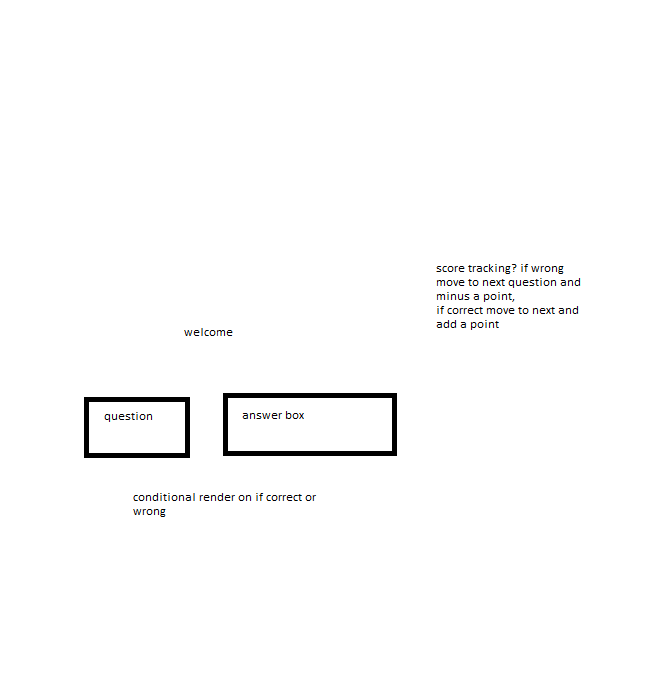 score tracking? if wrong
move to next question and
minus a point,
if correct move to next and
add a point
welcome
question
answer box
conditional render on if correct or
wrong